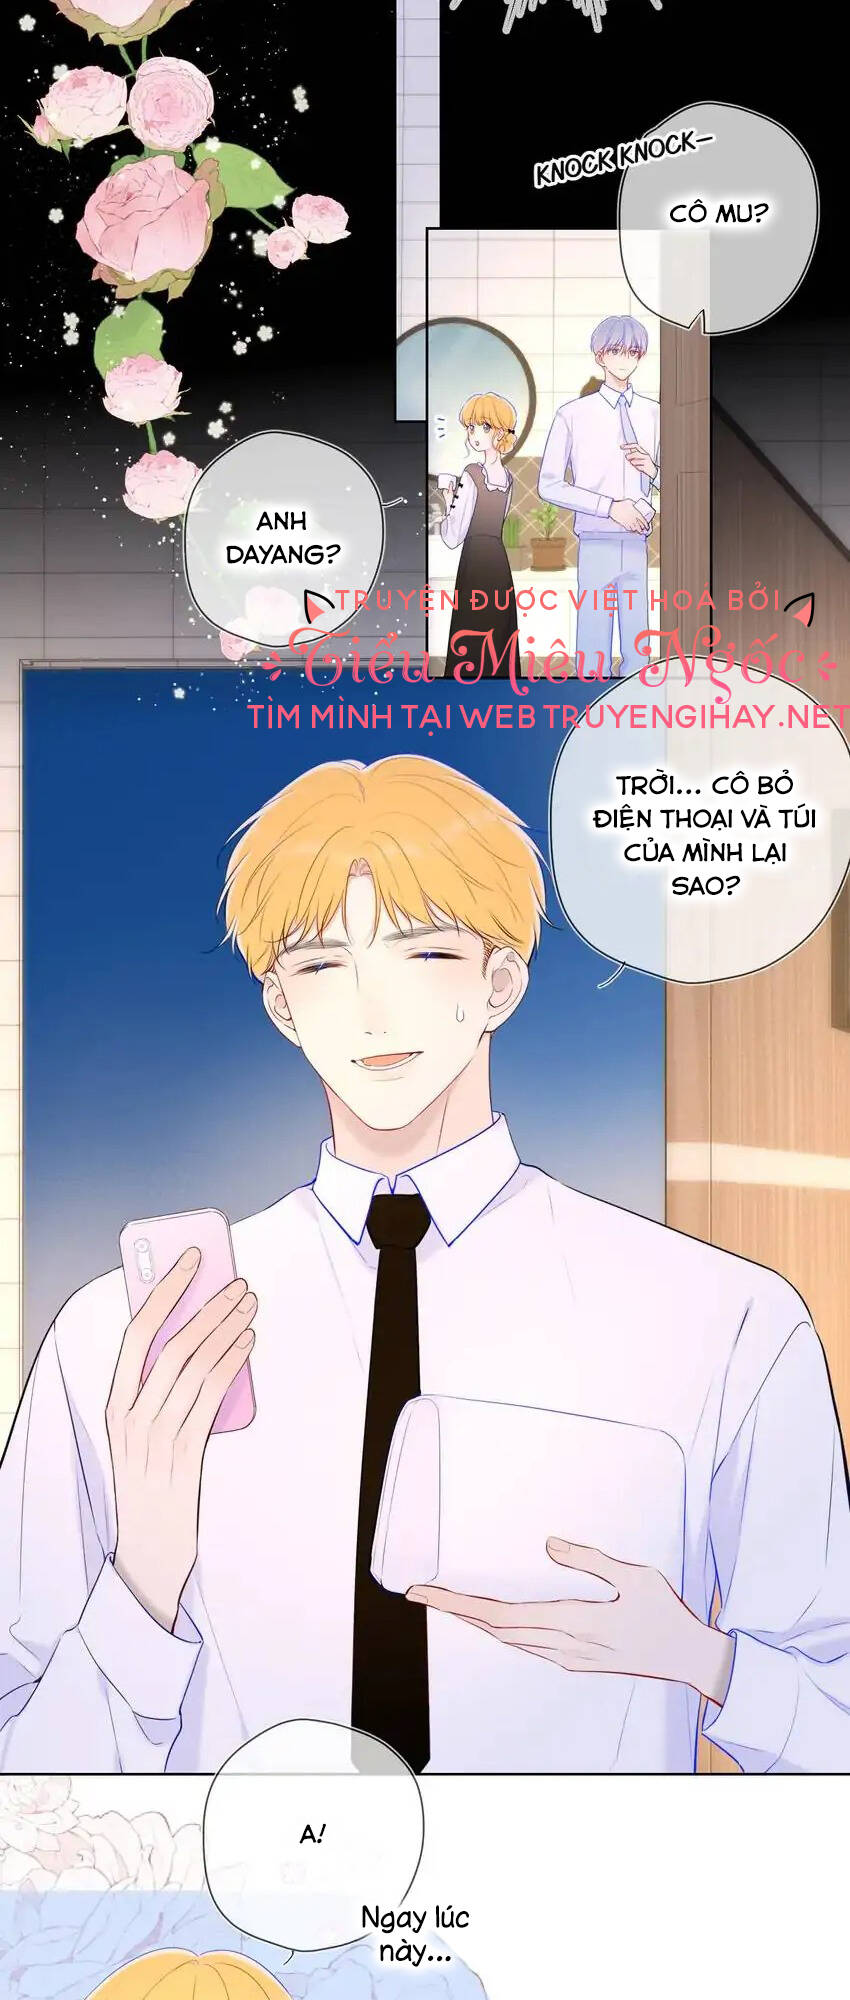 KNOCK KNOCK-
CÔ MU?
ANH
DAYANG?
TRUYỆN ĐƯỢC VIỆT HOÁ BỞI
Tiểu Miêu Ngốc
TÌM MÌNH TẠI WEB TRUYENGIHAY.NET
TRỜI... CÔ BỎ
ĐIỆN THOẠI VÀ TÚI
CỦA MÌNH LẠI
SAO?
A!
Ngay lúc
này...